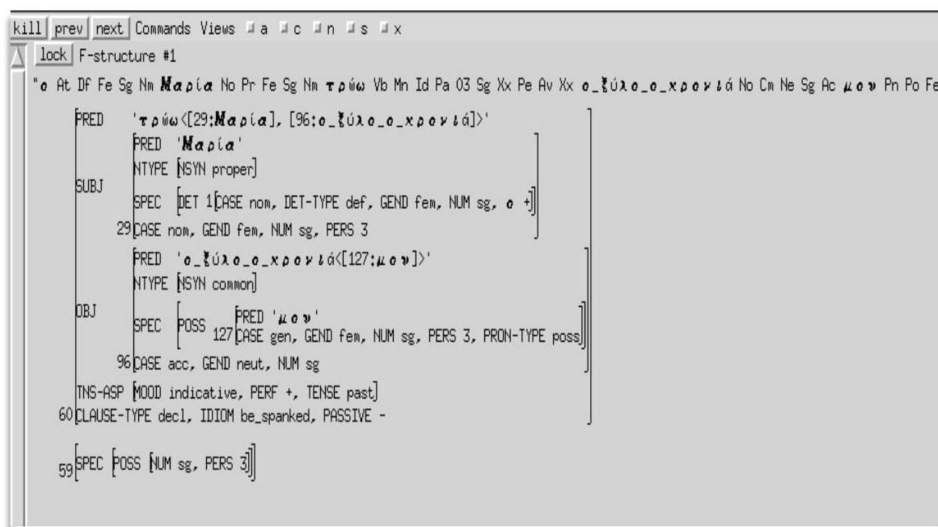 kill prev next Commands Views a c n s x
lock F-structure #1
"ο At Df Fe Sg Nm Μαρία No Pr Fe Sg Nm τρώω Vb Mn Id Pa 03 Sg Xx Pe Av Xx ο_ξύλο_ο_χρονιά No Cm Ne Sg Ac μου Pn Po Fe
PRED 'τρώω<[29:Μαρία], [96:ο_ξύλο_ο_χρονιά]>'
PRED 'Μαρία'
NTYPE [NSYN proper]
SUBJ
SPEC [DET 1[CASE nom, DET-TYPE def, GEND fem, NUM sg, ο +]]
29[CASE nom, GEND fem, NUM sg, PERS 3
PRED 'ο_ξύλο_ο_χρονιά<[127:μου]>'
NTYPE [NSYN common]
OBJ
PRED 'μου'
SPEC [POSS 127[CASE gen, GEND fem, NUM sg, PERS 3, PRON-TYPE poss]]
96[CASE acc, GEND neut, NUM sg
TNS-ASP [MOOD indicative, PERF +, TENSE past]
60[CLAUSE-TYPE decl, IDIOM be_spanked, PASSIVE -
59[SPEC [POSS [NUM sg, PERS 3]]]